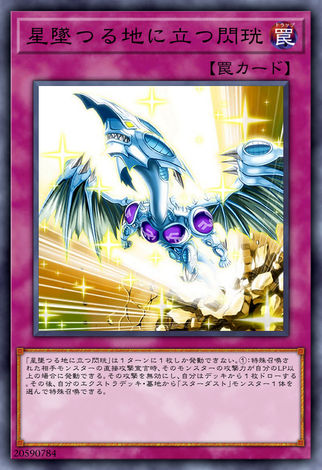 星墜つる地に立つ閃珖
罠
トラップ
【罠カード】
「星墜つる地に立つ閃珖」は１ターンに１枚しか発動できない。①：特殊召喚さ
れた相手モンスターの直接攻撃宣言時、そのモンスターの攻撃力が自分のLP以
上の場合に発動できる。その攻撃を無効にし、自分はデッキから１枚ドローする
。その後、自分のエクストラデッキ・墓地から「スターダスト」モンスター１体を
選んで特殊召喚できる。
20590784